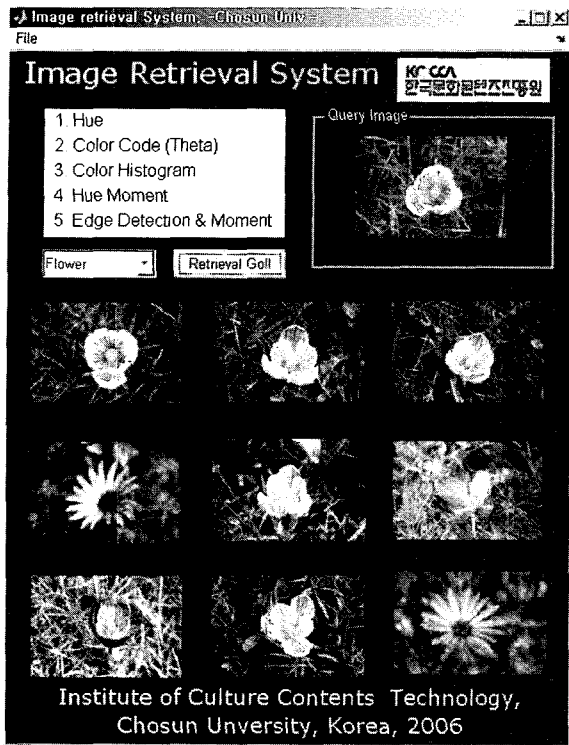 Image retrieval System, -Chosun Univ.-
File
Image Retrieval System
KOCCA
한국문화콘텐츠진흥원
1 Hue
2 Color Code (Theta)
3 Color Histogram
4 Hue Moment
5 Edge Detection & Moment
Query Image
Flower
Retrieval Go!!
Institute of Culture Contents Technology,
Chosun Unversity, Korea, 2006